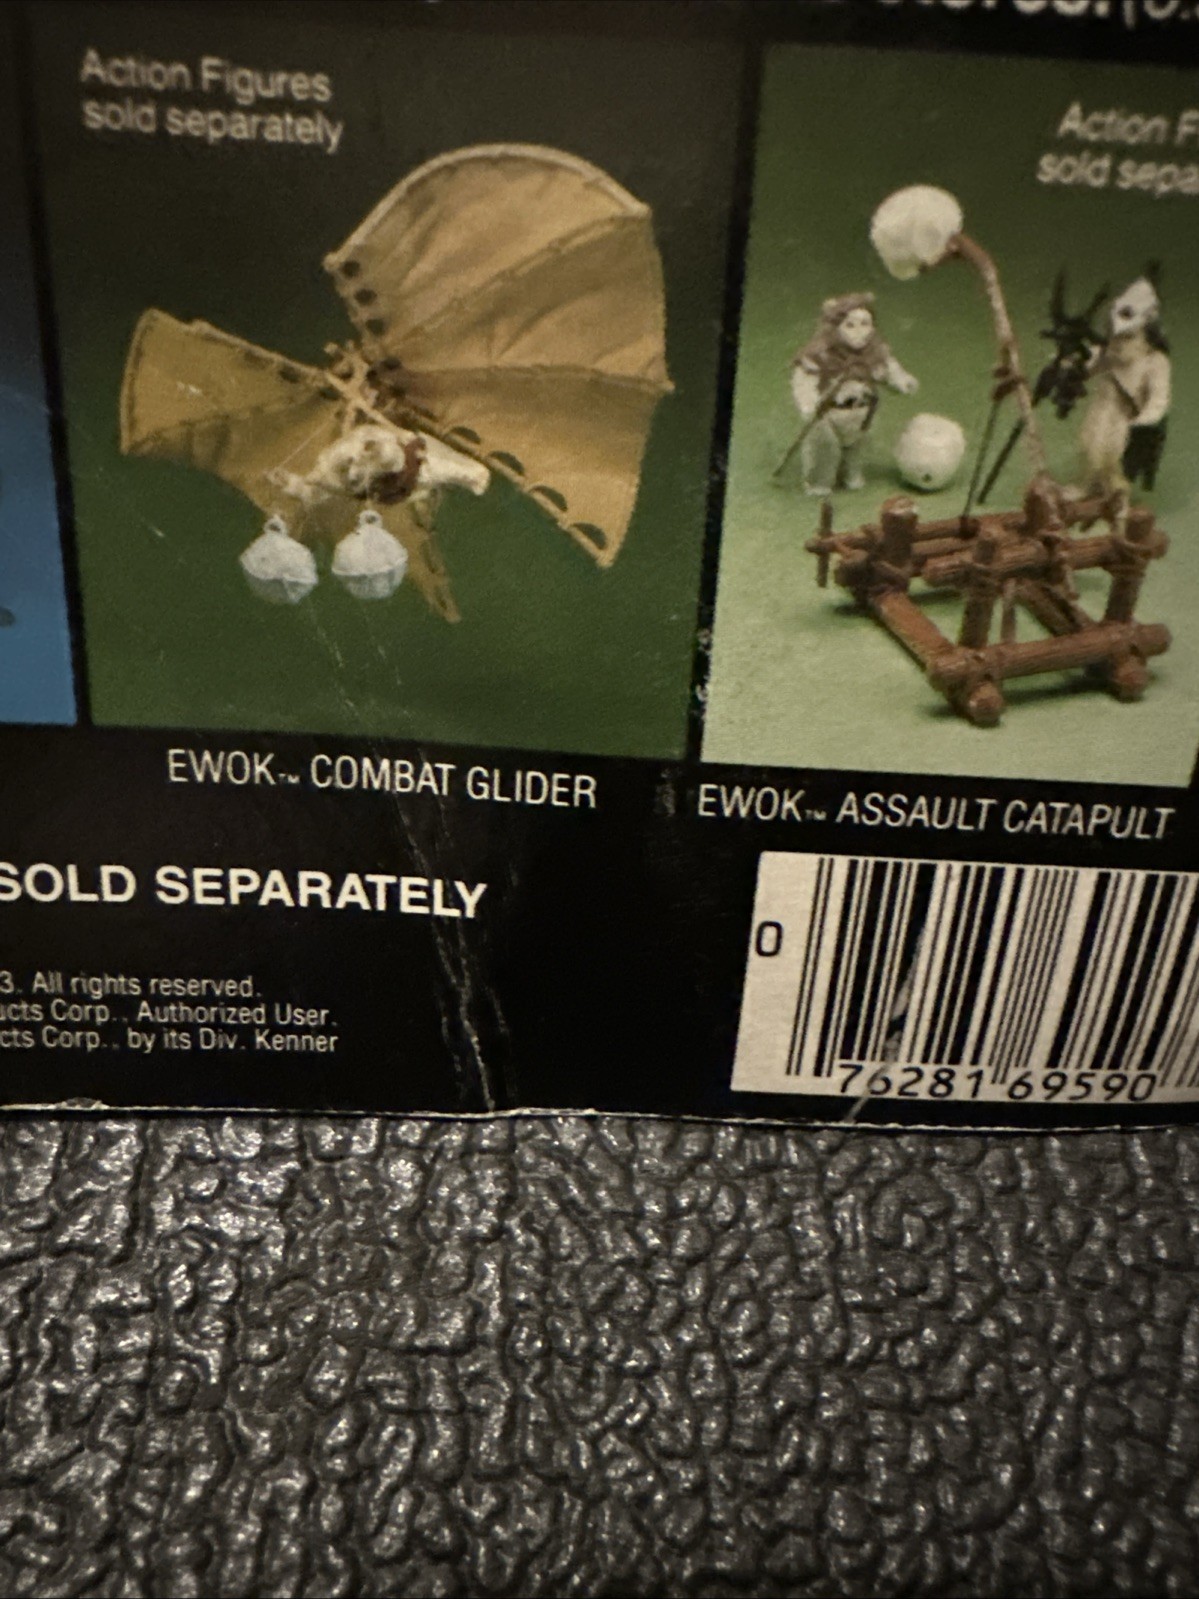 Action Figures
sold separately
Action F
sold sepa
EWOK™ COMBAT GLIDER
EWOK™ ASSAULT CATAPULT
SOLD SEPARATELY
3. All rights reserved.
ucts Corp., Authorized User.
cts Corp., by its Div. Kenner
0
76281 69590